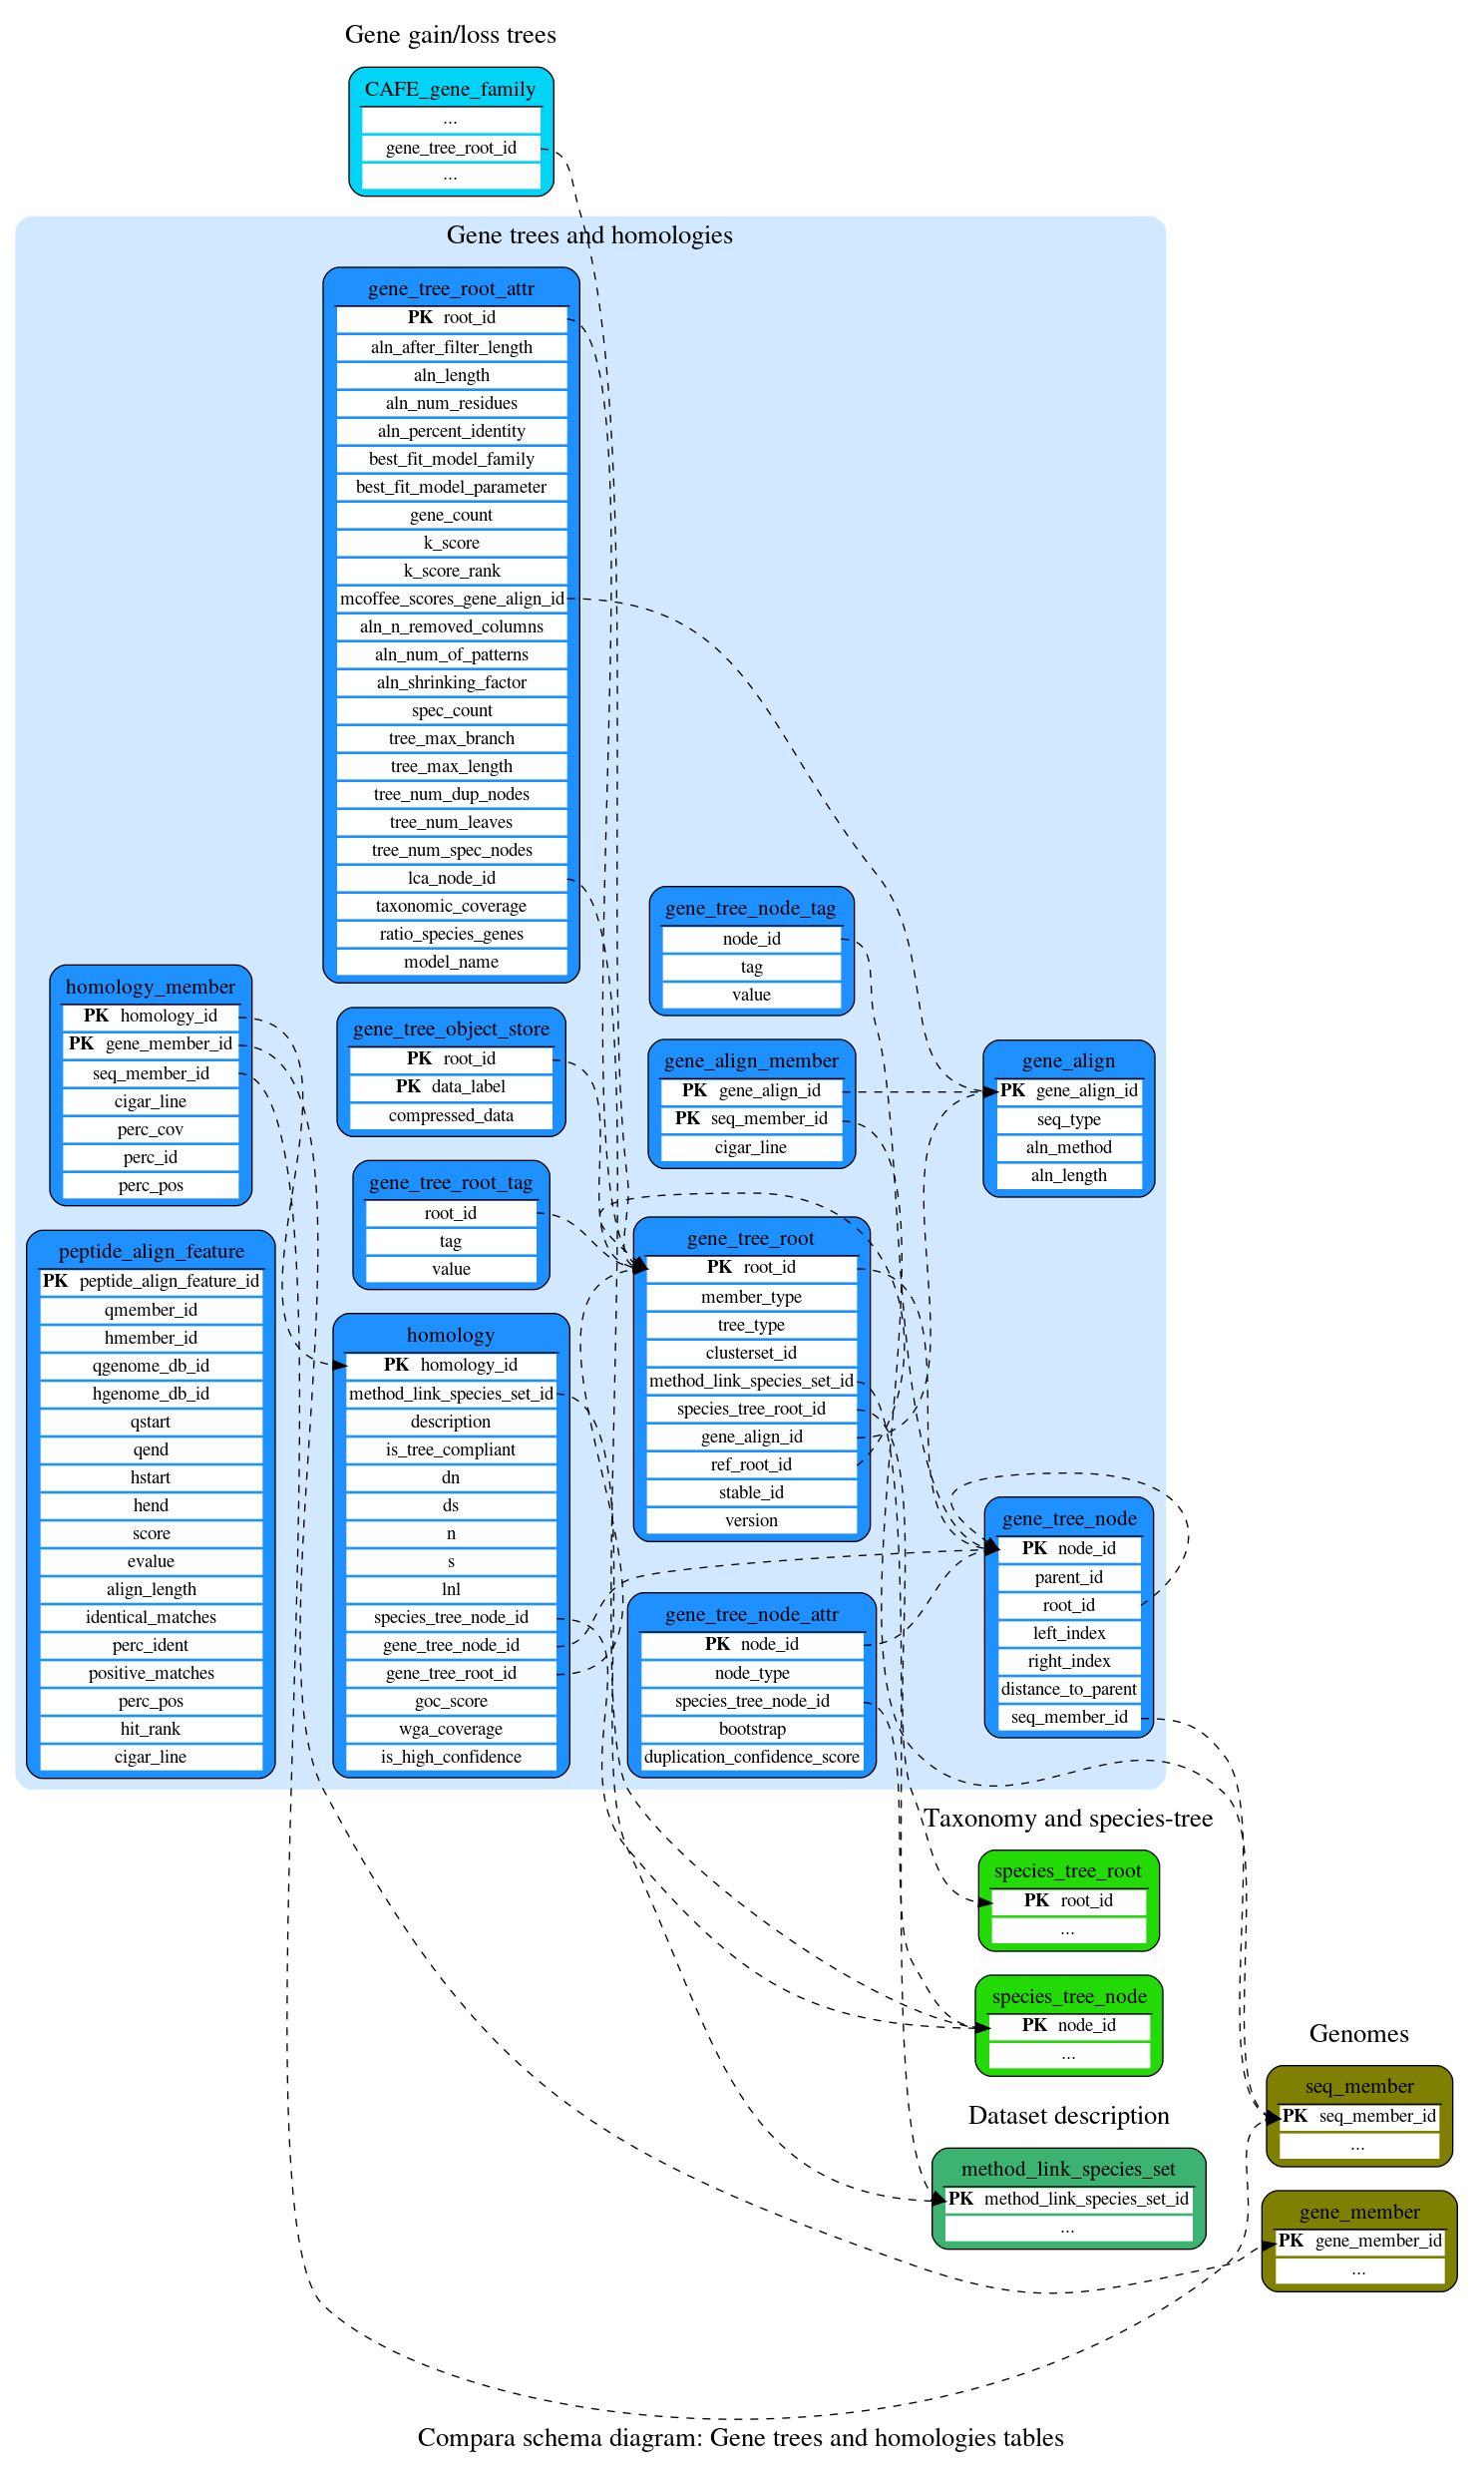 Gene gain/loss trees
CAFE_gene_family
...
gene_tree_root_id
...
Gene trees and homologies
gene_tree_root_attr
PK root_id
aln_after_filter_length
aln_length
aln_num_residues
aln_percent_identity
best_fit_model_family
best_fit_model_parameter
gene_count
k_score
k_score_rank
mcoffee_scores_gene_align_id
aln_n_removed_columns
aln_num_of_patterns
aln_shrinking_factor
spec_count
tree_max_branch
tree_max_length
tree_num_dup_nodes
tree_num_leaves
tree_num_spec_nodes
lca_node_id
taxonomic_coverage
ratio_species_genes
model_name
gene_tree_node_tag
node_id
tag
value
homology_member
PK homology_id
PK gene_member_id
seq_member_id
cigar_line
perc_cov
perc_id
perc_pos
gene_tree_object_store
PK root_id
PK data_label
compressed_data
gene_align_member
PK gene_align_id
PK seq_member_id
cigar_line
gene_align
PK gene_align_id
seq_type
aln_method
aln_length
gene_tree_root_tag
root_id
tag
value
peptide_align_feature
PK peptide_align_feature_id
qmember_id
hmember_id
qgenome_db_id
hgenome_db_id
qstart
qend
hstart
hend
score
evalue
align_length
identical_matches
perc_ident
positive_matches
perc_pos
hit_rank
cigar_line
homology
PK homology_id
method_link_species_set_id
description
is_tree_compliant
dn
ds
n
s
lnl
species_tree_node_id
gene_tree_node_id
gene_tree_root_id
goc_score
wga_coverage
is_high_confidence
gene_tree_root
PK root_id
member_type
tree_type
clusterset_id
method_link_species_set_id
species_tree_root_id
gene_align_id
ref_root_id
stable_id
version
gene_tree_node_attr
PK node_id
node_type
species_tree_node_id
bootstrap
duplication_confidence_score
gene_tree_node
PK node_id
parent_id
root_id
left_index
right_index
distance_to_parent
seq_member_id
Taxonomy and species-tree
species_tree_root
PK root_id
...
species_tree_node
PK node_id
...
Dataset description
method_link_species_set
PK method_link_species_set_id
...
Genomes
seq_member
PK seq_member_id
...
gene_member
PK gene_member_id
...
Compara schema diagram: Gene trees and homologies tables